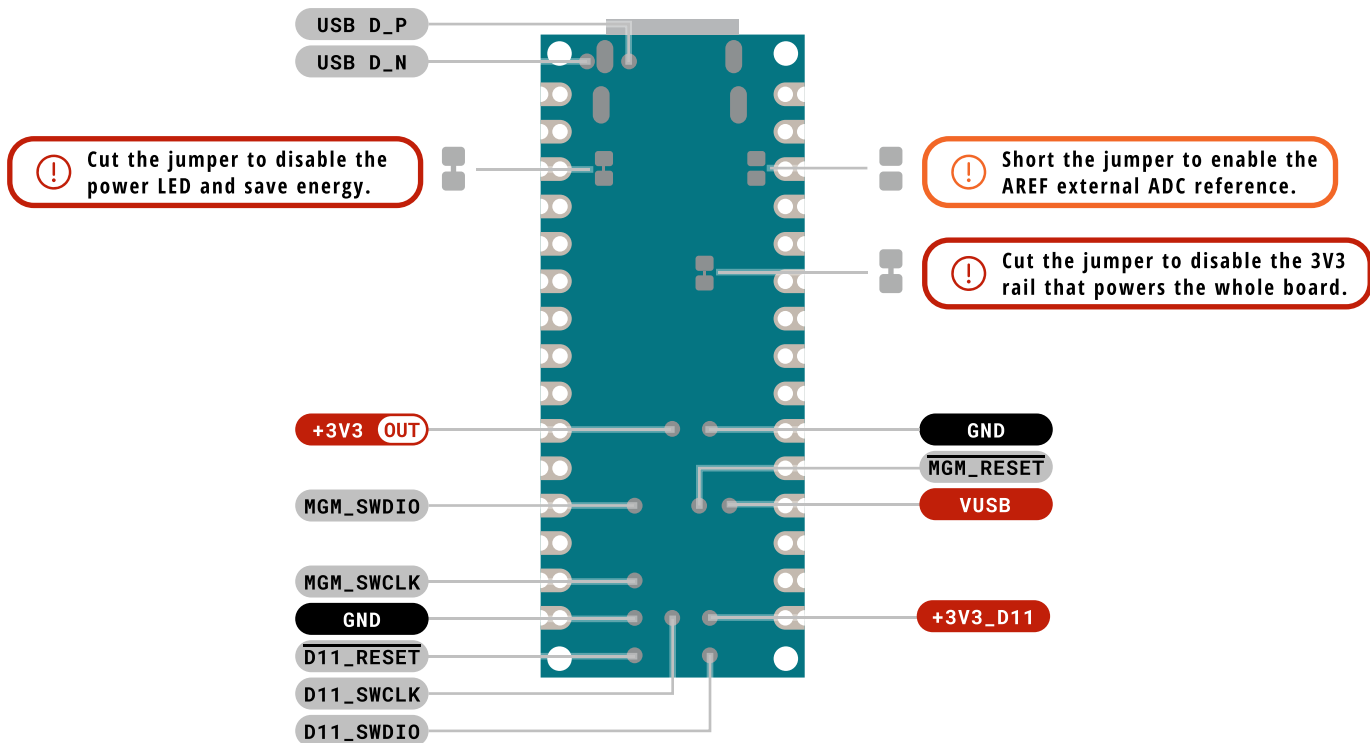 USB D_P
USB D_N
! Cut the jumper to disable the
power LED and save energy.
! Short the jumper to enable the
AREF external ADC reference.
! Cut the jumper to disable the 3V3
rail that powers the whole board.
+3V3 OUT
GND
MGM_RESET
MGM_SWDIO
VUSB
MGM_SWCLK
GND
+3V3_D11
D11_RESET
D11_SWCLK
D11_SWDIO